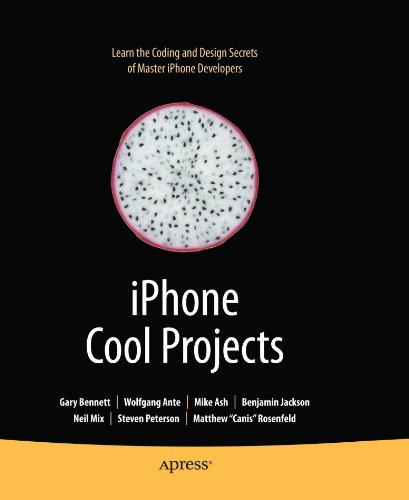 Learn the Coding and Design Secrets
of Master iPhone Developers
iPhone
Cool Projects
Gary Bennett | Wolfgang Ante | Mike Ash | Benjamin Jackson
Neil Mix | Steven Peterson | Matthew "Canis" Rosenfeld
Apress®